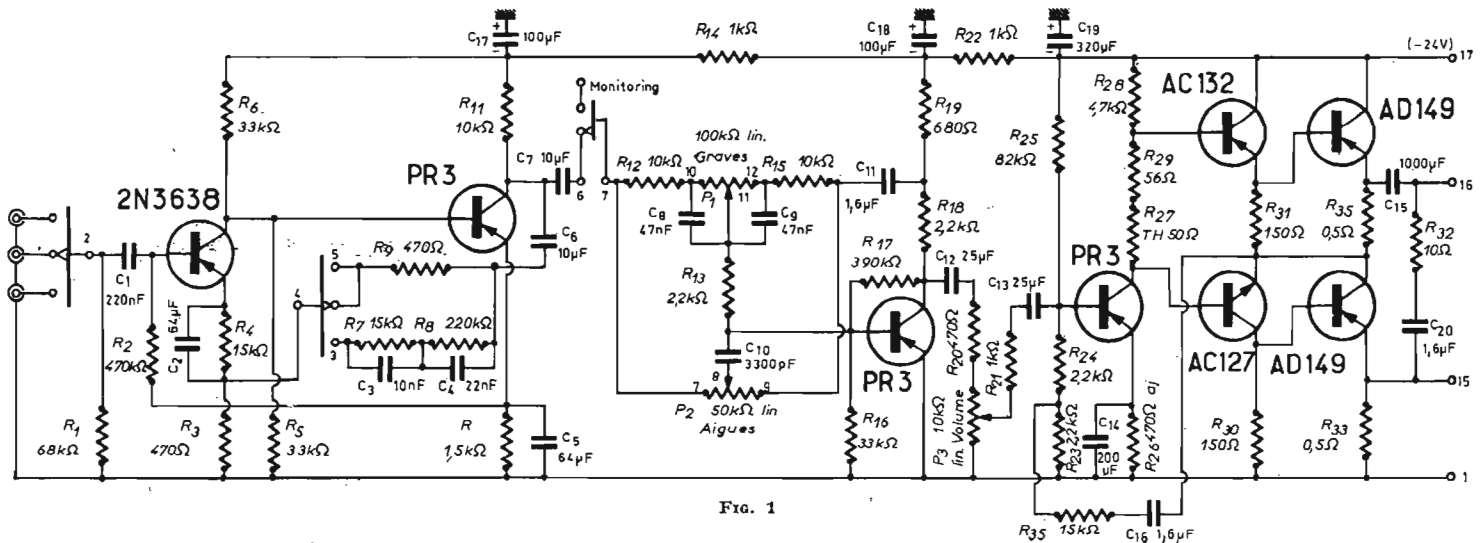 C17
+
-
100µF
R14 1kΩ
C18
100µF
+
-
R22 1kΩ
+
-
C19
320µF
(-24V)
17
R6
33kΩ
R11
10kΩ
Monitoring
R19
680Ω
R25
82kΩ
R28
4,7kΩ
AC132
AD149
2N3638
PR3
C7 10µF
6
7
R12 10kΩ
100kΩ lin.
Graves
R15 10kΩ
10
12
P1
11
C8
47nF
C9
47nF
C11
1,6µF
R18
2,2kΩ
R29
56Ω
R27
TH 50Ω
R31
150Ω
R35
0,5Ω
1000µF
C15
16
R32
10Ω
2
C1
220nF
R9 470Ω
5
4
3
C6
10µF
R13
2,2kΩ
R17
390kΩ
C12 25µF
C13 25µF
PR3
C2
64µF
R4
15kΩ
R2
470kΩ
R7 15kΩ
R8 220kΩ
C3
10nF
C4
22nF
C10
3300pF
8
7
9
P2
50kΩ lin
Aigues
PR3
R20 470Ω
R21 1kΩ
R24
2,2kΩ
AC127
AD149
C20
1,6µF
15
R1
68kΩ
R3
470Ω
R5
33kΩ
R
1,5kΩ
C5
64µF
R16
33kΩ
P3 10kΩ
lin. Volume
R23 2,2kΩ
C14
200
µF
R26 470Ω aj
R30
150Ω
R33
0,5Ω
1
FIG. 1
R35
15kΩ
C16
1,6µF